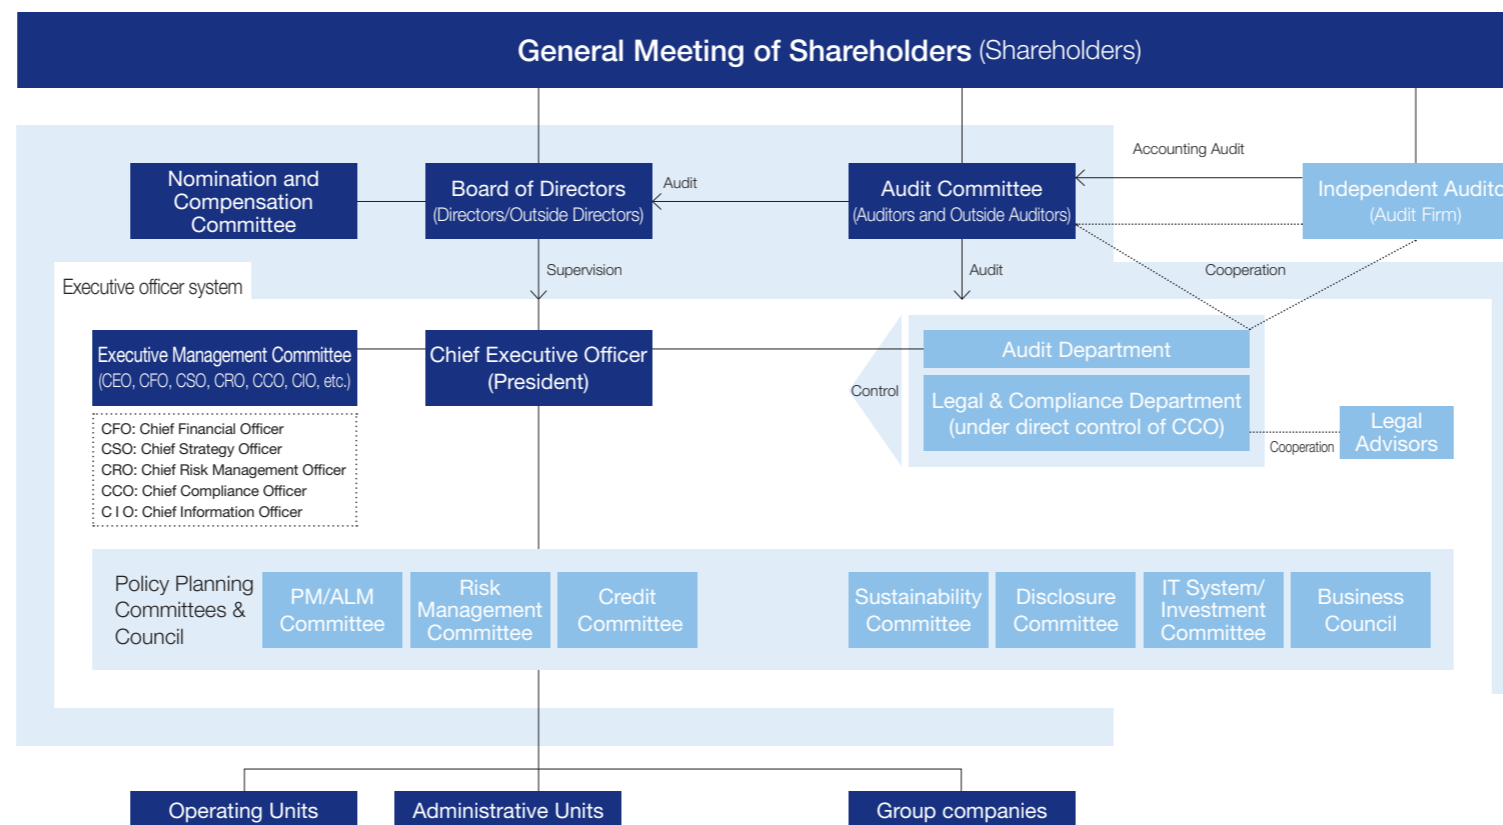 General Meeting of Shareholders (Shareholders)
Accounting Audit
Nomination and
Compensation
Committee
Board of Directors
(Directors/Outside Directors)
Audit
Audit Committee
(Auditors and Outside Auditors)
Independent Audito
(Audit Firm)
Supervision
Audit
Cooperation
Executive officer system
Executive Management Committee
(CEO, CFO, CSO, CRO, CCO, CIO, etc.)
Chief Executive Officer
(President)
Control
Audit Department
Legal & Compliance Department
(under direct control of CCO)
Cooperation
Legal
Advisors
CFO: Chief Financial Officer
CSO: Chief Strategy Officer
CRO: Chief Risk Management Officer
CCO: Chief Compliance Officer
C I O: Chief Information Officer
Policy Planning
Committees &
Council
PM/ALM
Committee
Risk
Management
Committee
Credit
Committee
Sustainability
Committee
Disclosure
Committee
IT System/
Investment
Committee
Business
Council
Operating Units
Administrative Units
Group companies